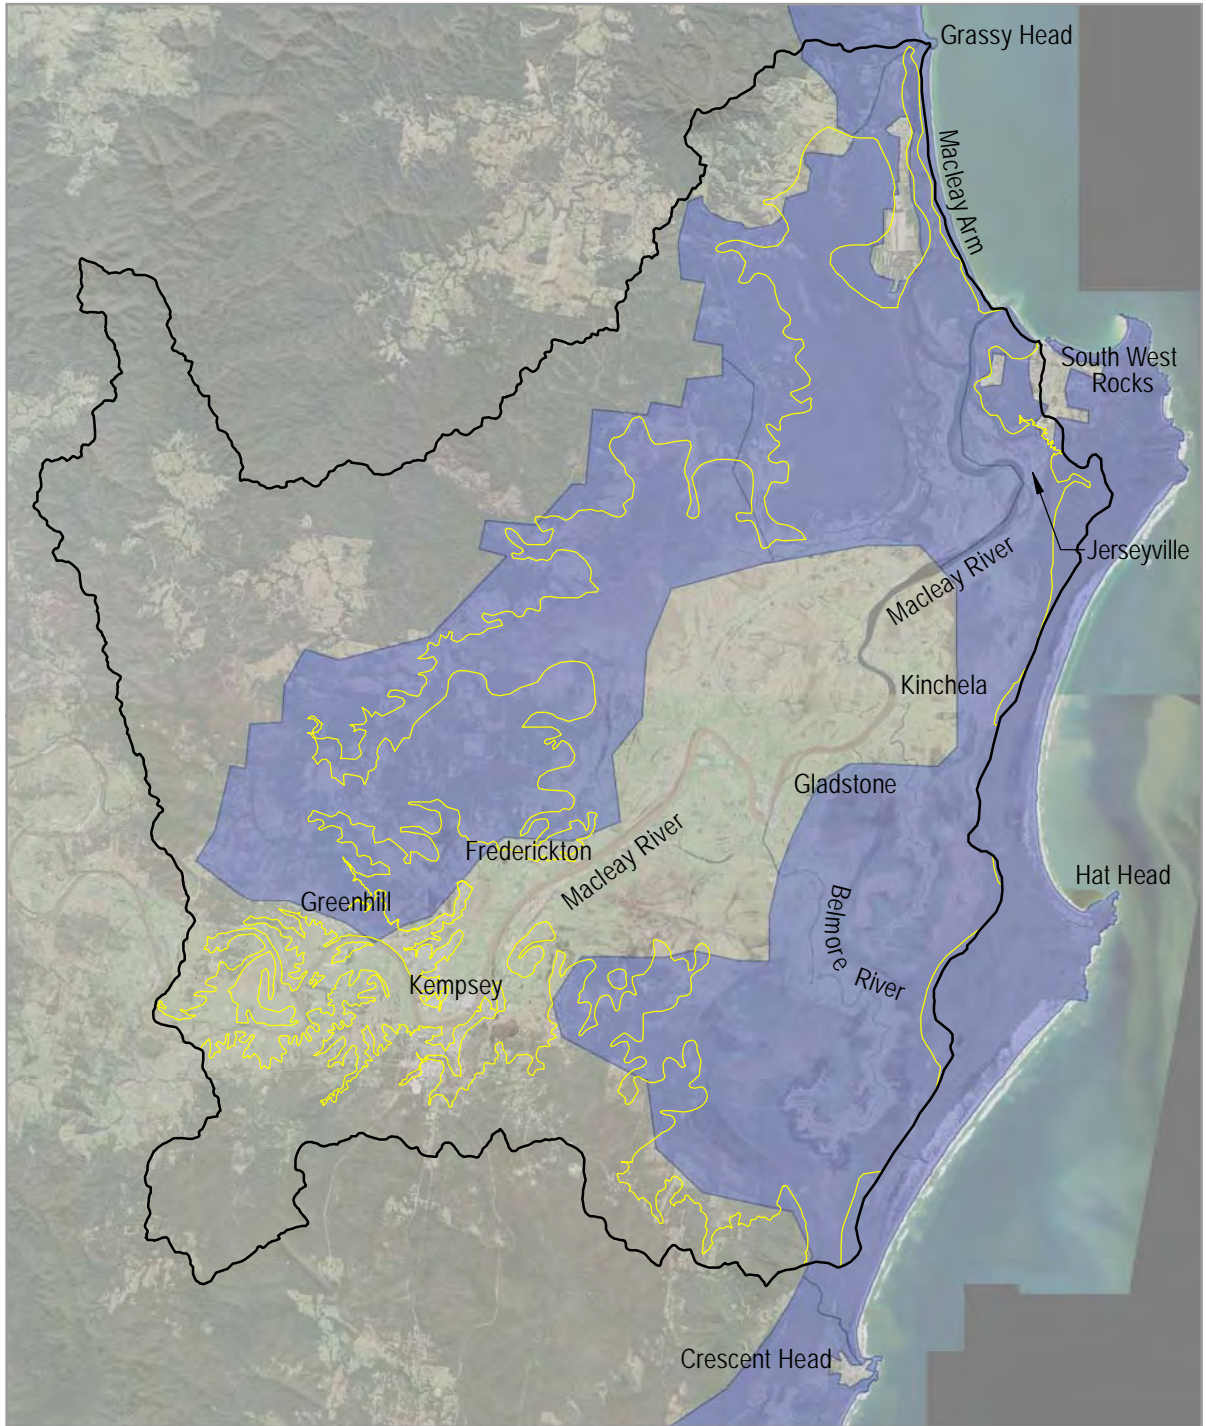 Grassy Head
Macleay Arm
South West
Rocks
Jerseyville
Macleay River
Kinchela
Gladstone
Macleay River
Frederickton
Hat Head
Greenhill
Belmore River
Kempsey
Crescent Head